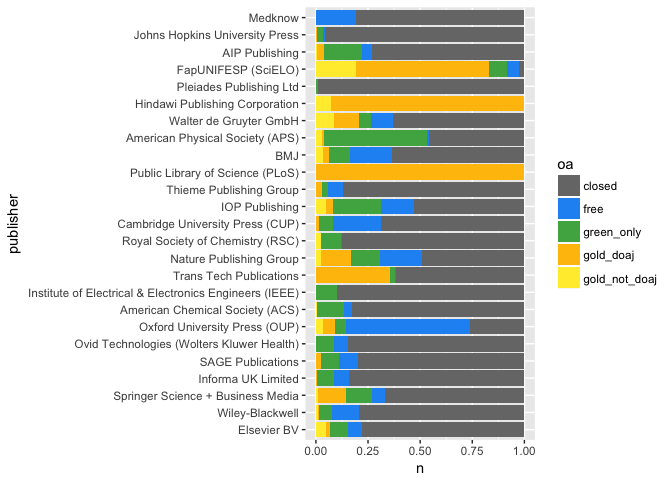 publisher
Medknow
Johns Hopkins University Press
AIP Publishing
FapUNIFESP (SciELO)
Pleiades Publishing Ltd
Hindawi Publishing Corporation
Walter de Gruyter GmbH
American Physical Society (APS)
BMJ
Public Library of Science (PLoS)
Thieme Publishing Group
IOP Publishing
Cambridge University Press (CUP)
Royal Society of Chemistry (RSC)
Nature Publishing Group
Trans Tech Publications
Institute of Electrical & Electronics Engineers (IEEE)
American Chemical Society (ACS)
Oxford University Press (OUP)
Ovid Technologies (Wolters Kluwer Health)
SAGE Publications
Informa UK Limited
Springer Science + Business Media
Wiley-Blackwell
Elsevier BV
0.00 0.25 0.50 0.75 1.00
n
oa
closed
free
green_only
gold_doaj
gold_not_doaj